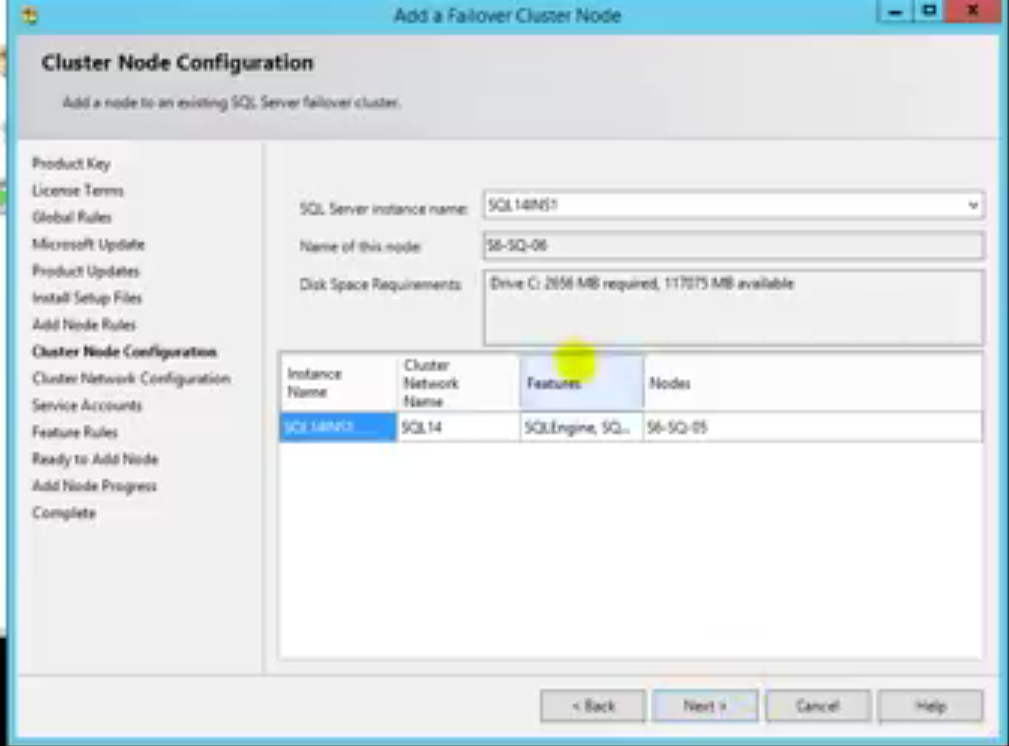 Add a Failover Cluster Node
Cluster Node Configuration
Add a node to an existing SQL Server failover cluster.
Product Key
License Terms
Global Rules
Microsoft Update
Product Updates
Install Setup Files
Add Node Rules
Cluster Node Configuration
Cluster Network Configuration
Service Accounts
Feature Rules
Ready to Add Node
Add Node Progress
Complete
SQL Server instance name: SQL14INS1
Name of this node: S6-SQ-06
Disk Space Requirements: Drive C: 2656 MB required, 117075 MB available
Instance Name Cluster Network Name Features Nodes
SQL14INS1 SQL14 SQLEngine, SQ... S6-SQ-05
< Back Next > Cancel Help